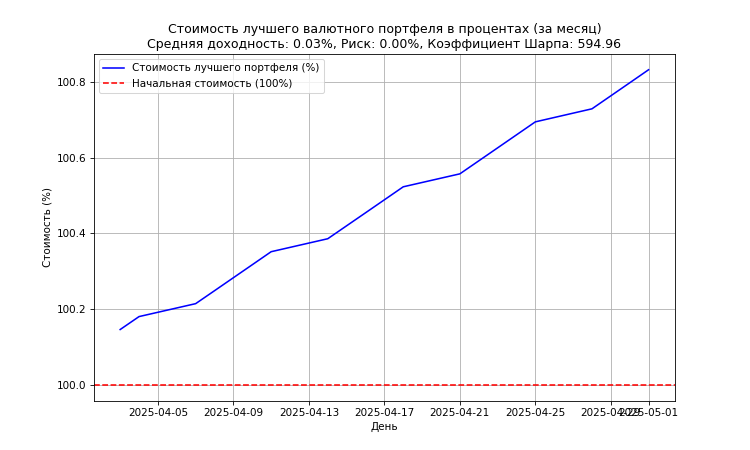 Стоимость лучшего валютного портфеля в процентах (за месяц)
Средняя доходность: 0.03%, Риск: 0.00%, Коэффициент Шарпа: 594.96
Стоимость лучшего портфеля (%)
Начальная стоимость (100%)
Стоимость (%)
100.8
100.6
100.4
100.2
100.0
2025-04-05 2025-04-09 2025-04-13 2025-04-17 2025-04-21 2025-04-25 2025-04-29 2025-05-01
День